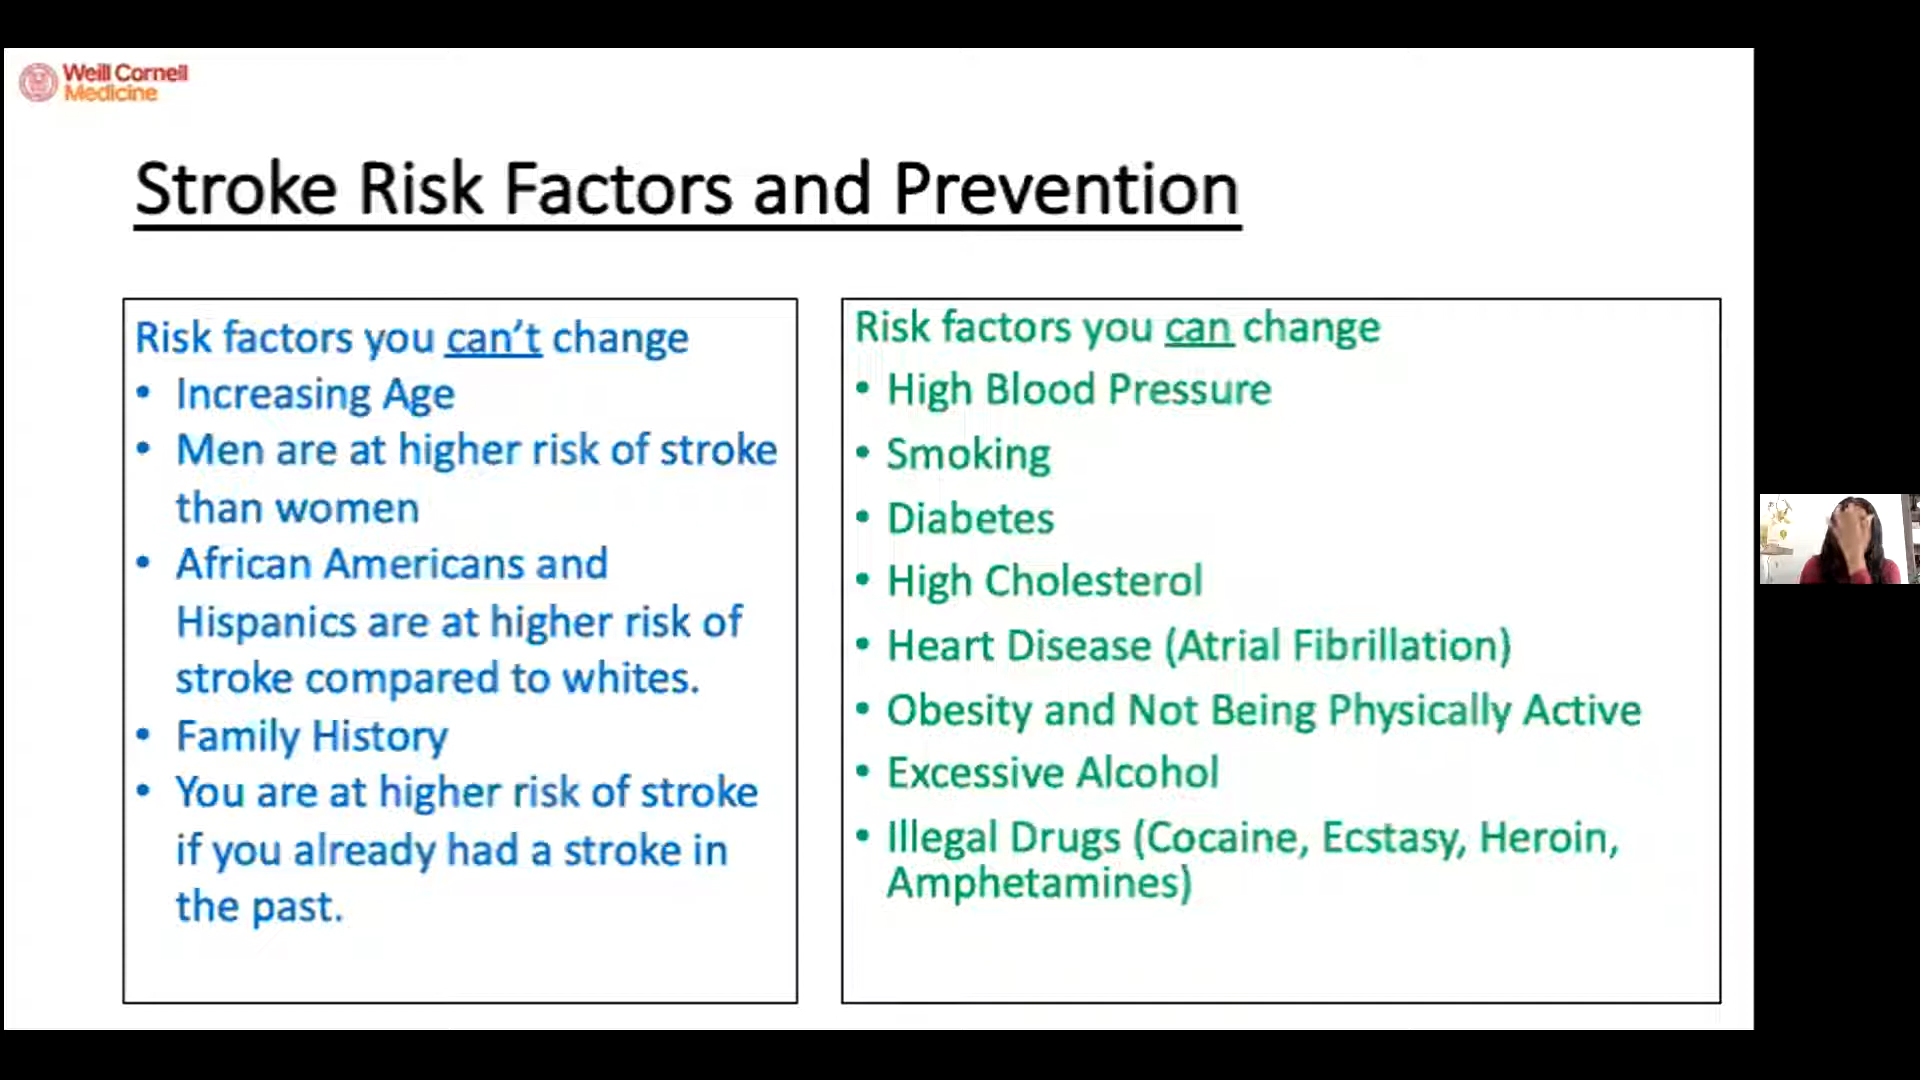 Weill Cornell
Medicine
Stroke Risk Factors and Prevention
Risk factors you can't change
• Increasing Age
• Men are at higher risk of stroke
than women
• African Americans and
Hispanics are at higher risk of
stroke compared to whites.
• Family History
• You are at higher risk of stroke
if you already had a stroke in
the past.
Risk factors you can change
• High Blood Pressure
• Smoking
• Diabetes
• High Cholesterol
• Heart Disease (Atrial Fibrillation)
• Obesity and Not Being Physically Active
• Excessive Alcohol
• Illegal Drugs (Cocaine, Ecstasy, Heroin,
Amphetamines)